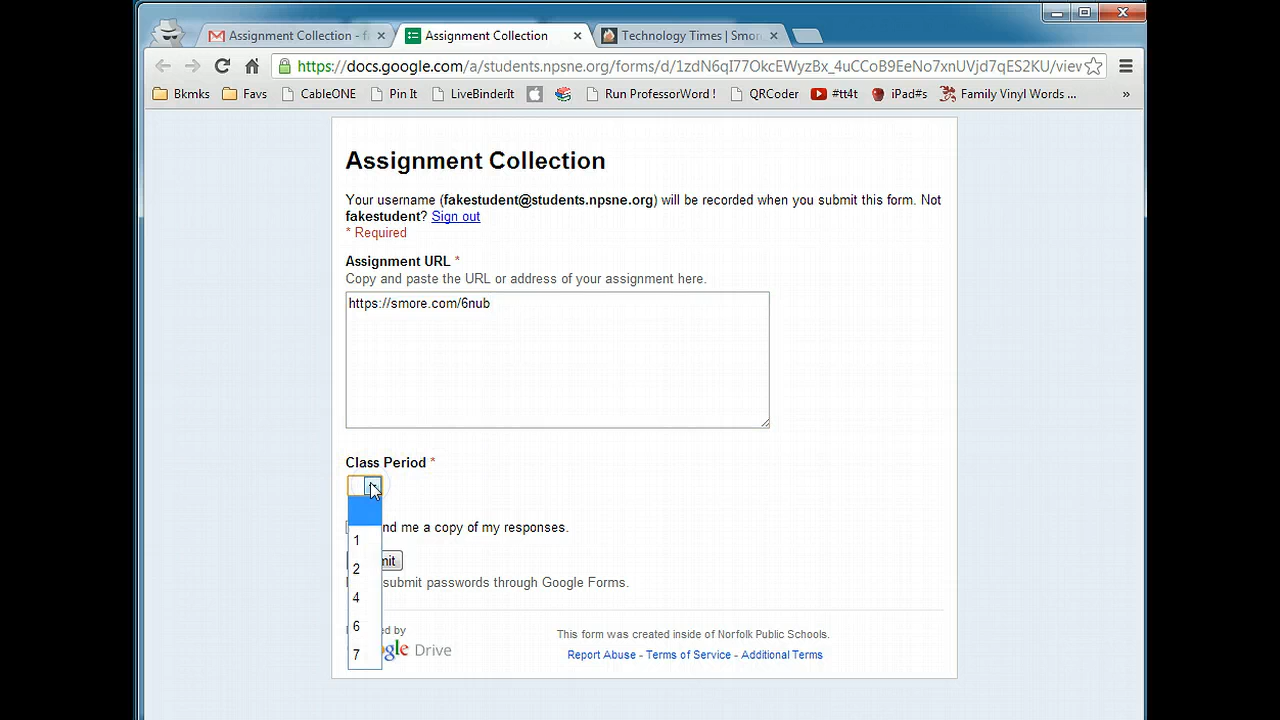 Assignment Collection - f
Assignment Collection
Technology Times | Smor
https://docs.google.com/a/students.npsne.org/forms/d/1zdN6qI77OkcEWyzBx_4uCCoB9EeNo7xnUVjd7qES2KU/view
Bkmks
Favs
CableONE
Pin It
LiveBinderIt
Run ProfessorWord !
QRCoder
#tt4t
iPad#s
Family Vinyl Words ...
»
Assignment Collection
Your username (fakestudent@students.npsne.org) will be recorded when you submit this form. Not
fakestudent? Sign out
* Required
Assignment URL *
Copy and paste the URL or address of your assignment here.
https://smore.com/6nub
Class Period *
nd me a copy of my responses.
1
mit
2
submit passwords through Google Forms.
4
6
d by
This form was created inside of Norfolk Public Schools.
gle Drive
7
Report Abuse - Terms of Service - Additional Terms